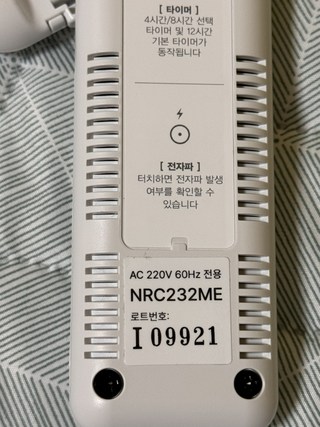 [ 타이머 ]
4시간/8시간 선택
타이머 및 12시간
기본 타이머가
동작됩니다
[ 전자파 ]
터치하면 전자파 발생
여부를 확인할 수
있습니다
AC 220V 60Hz 전용
NRC232ME
로트번호:
I 09921